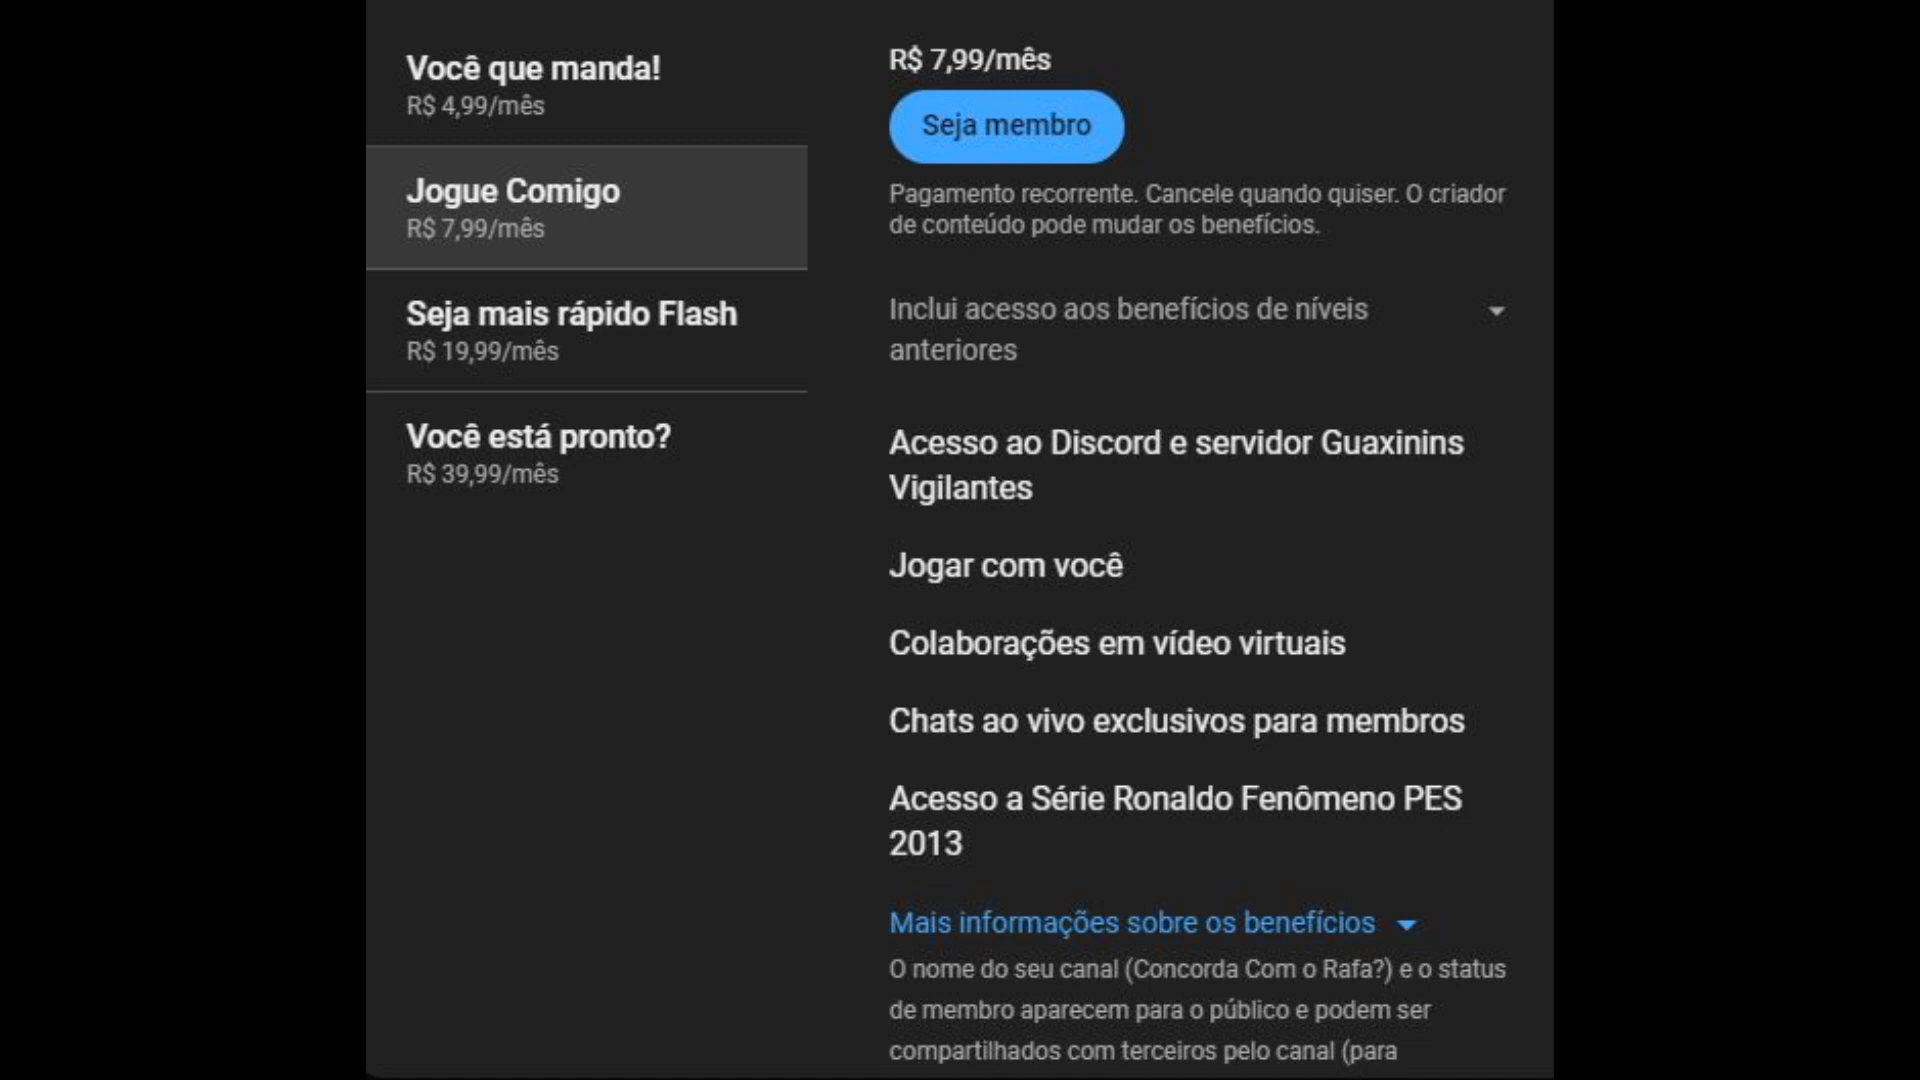 Você que manda!
R$ 4,99/mês
Jogue Comigo
R$ 7,99/mês
Seja mais rápido Flash
R$ 19,99/mês
Você está pronto?
R$ 39,99/mês
R$ 7,99/mês
Seja membro
Pagamento recorrente. Cancele quando quiser. O criador
de conteúdo pode mudar os benefícios.
Inclui acesso aos benefícios de níveis
anteriores
Acesso ao Discord e servidor Guaxinins
Vigilantes
Jogar com você
Colaborações em vídeo virtuais
Chats ao vivo exclusivos para membros
Acesso a Série Ronaldo Fenômeno PES
2013
Mais informações sobre os benefícios
O nome do seu canal (Concorda Com o Rafa?) e o status
de membro aparecem para o público e podem ser
compartilhados com terceiros pelo canal (para